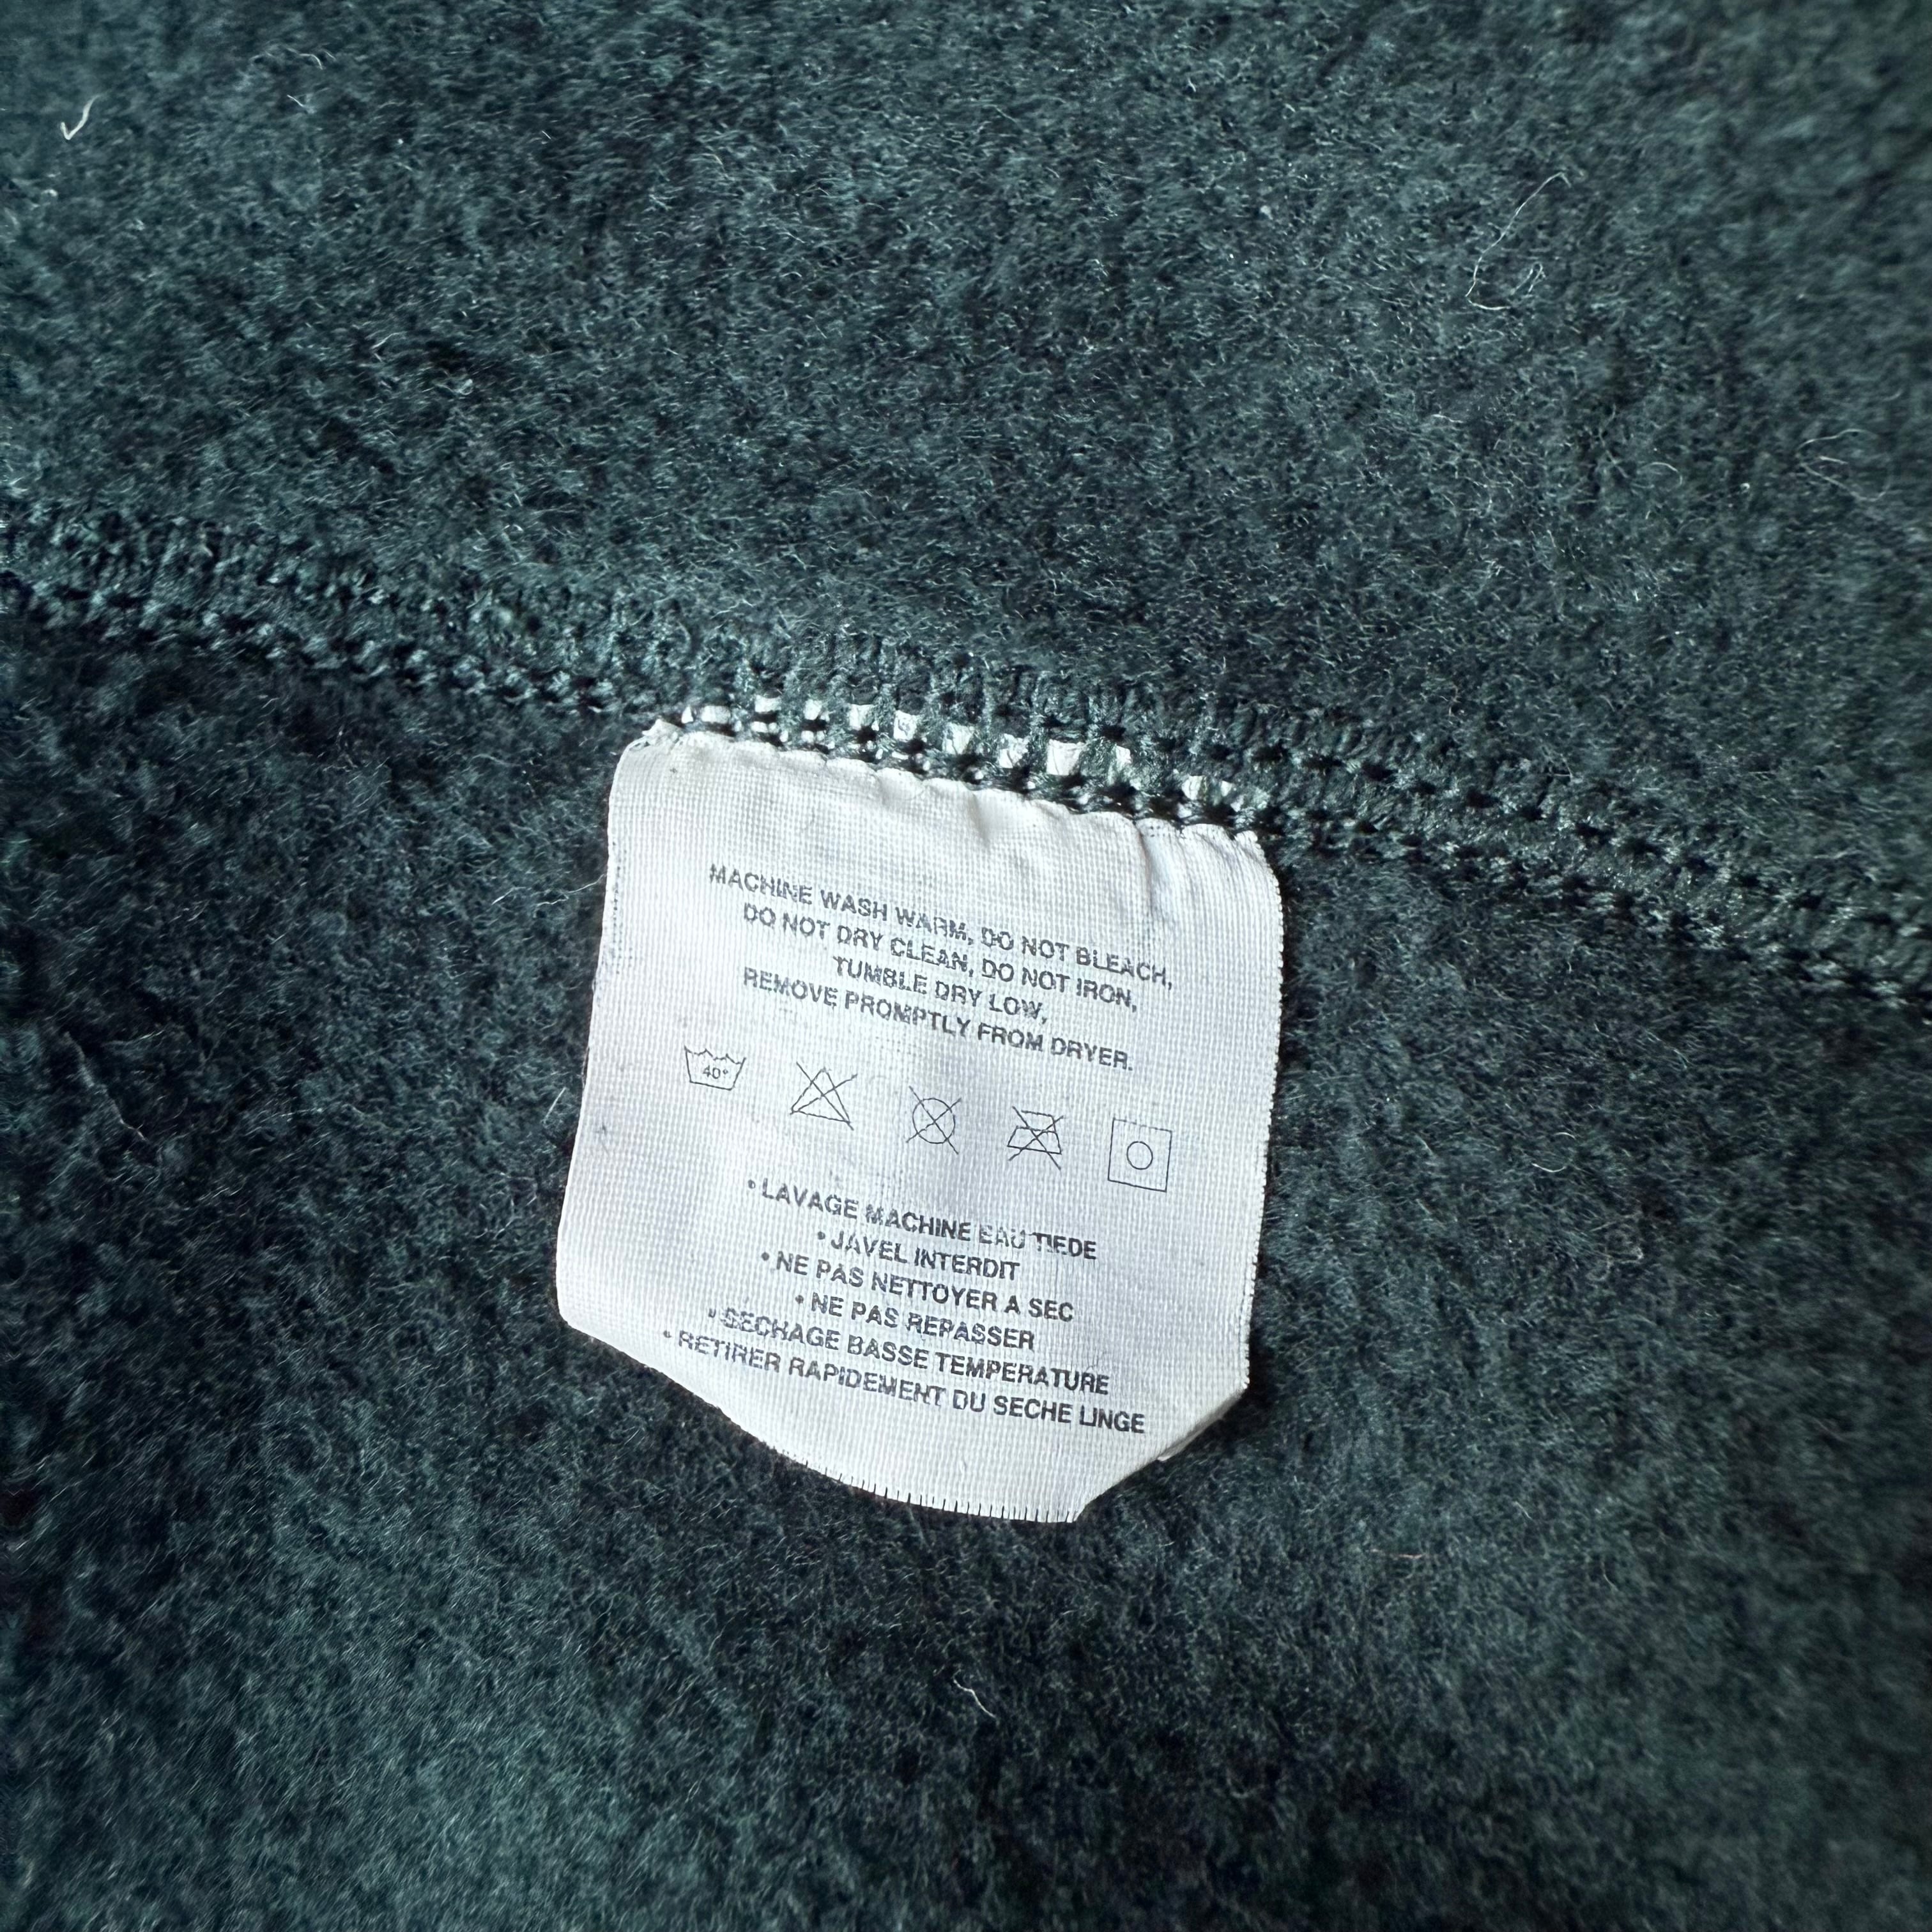 MACHINE WASH WARM, DO NOT BLEACH,
DO NOT DRY CLEAN, DO NOT IRON,
TUMBLE DRY LOW,
REMOVE PROMPTLY FROM DRYER.
40°
• LAVAGE MACHINE EAU TIEDE
• JAVEL INTERDIT
• NE PAS NETTOYER A SEC
• NE PAS REPASSER
• SECHAGE BASSE TEMPERATURE
• RETIRER RAPIDEMENT DU SECHE LINGE